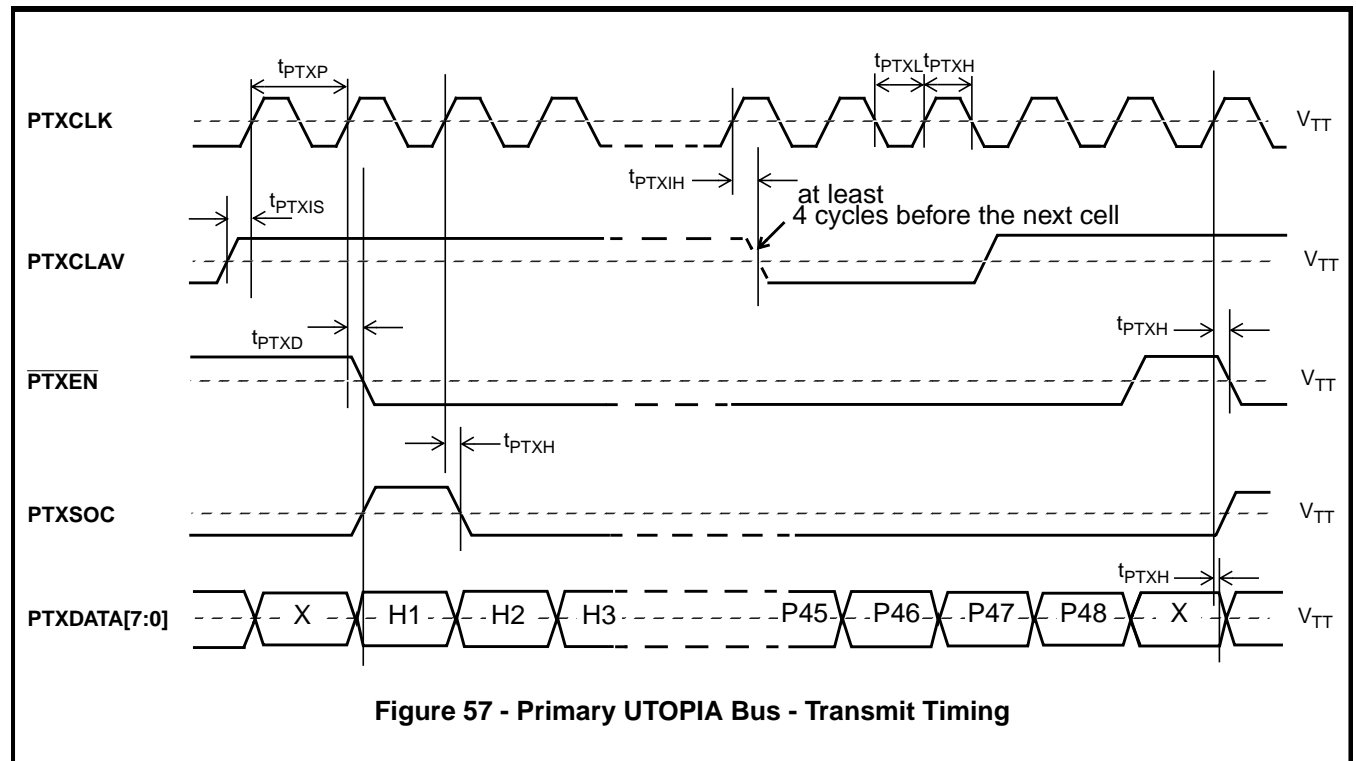 tPTXP
tPTXL tPTXH
PTXCLK
VTT
tPTXIH
at least
4 cycles before the next cell
tPTXIS
PTXCLAV
VTT
tPTXD
tPTXH
PTXEN
VTT
tPTXH
PTXSOC
VTT
tPTXH
PTXDATA[7:0]
X H1 H2 H3 P45 P46 P47 P48 X
VTT
Figure 57 - Primary UTOPIA Bus - Transmit Timing